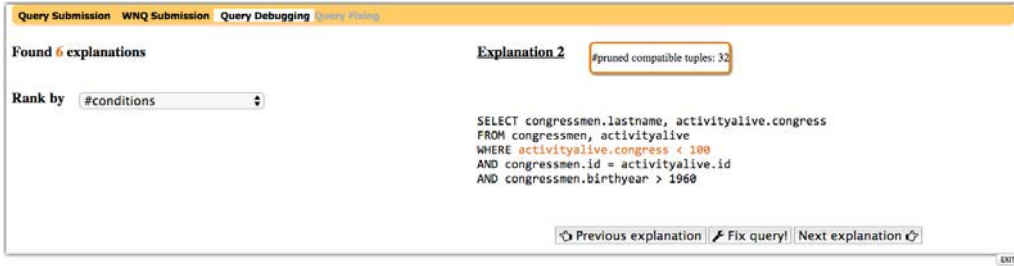 Query Submission WNQ Submission Query Debugging Query Fixing
Found 6 explanations
Rank by #conditions
Explanation 2
#pruned compatible tuples: 32
SELECT congressmen.lastname, activityalive.congress
FROM congressmen, activityalive
WHERE activityalive.congress < 100
AND congressmen.id = activityalive.id
AND congressmen.birthyear > 1960
Previous explanation Fix query! Next explanation
EXIT